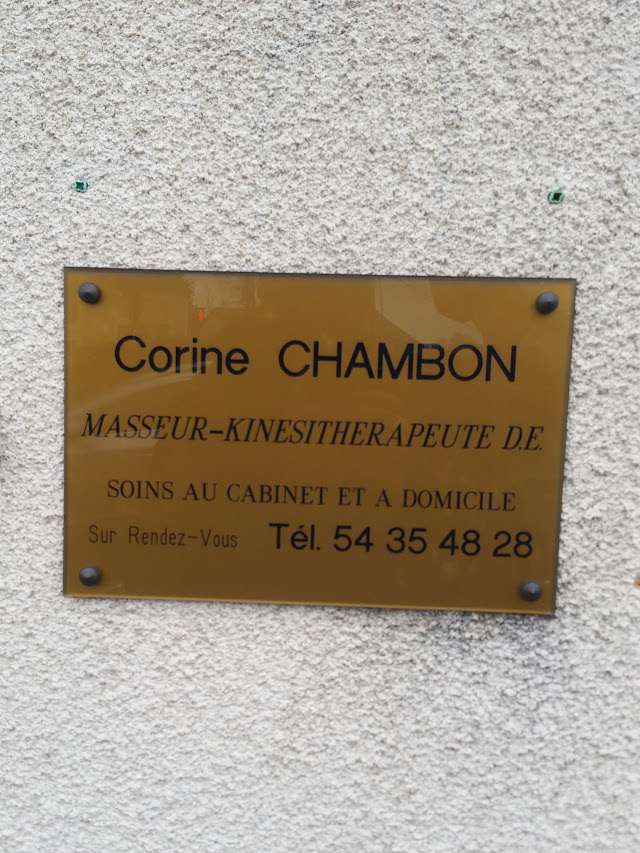 Corine CHAMBON
MASSEUR-KINESITHERAPEUTE D.E.
SOINS AU CABINET ET A DOMICILE
Sur Rendez-Vous Tél. 54 35 48 28